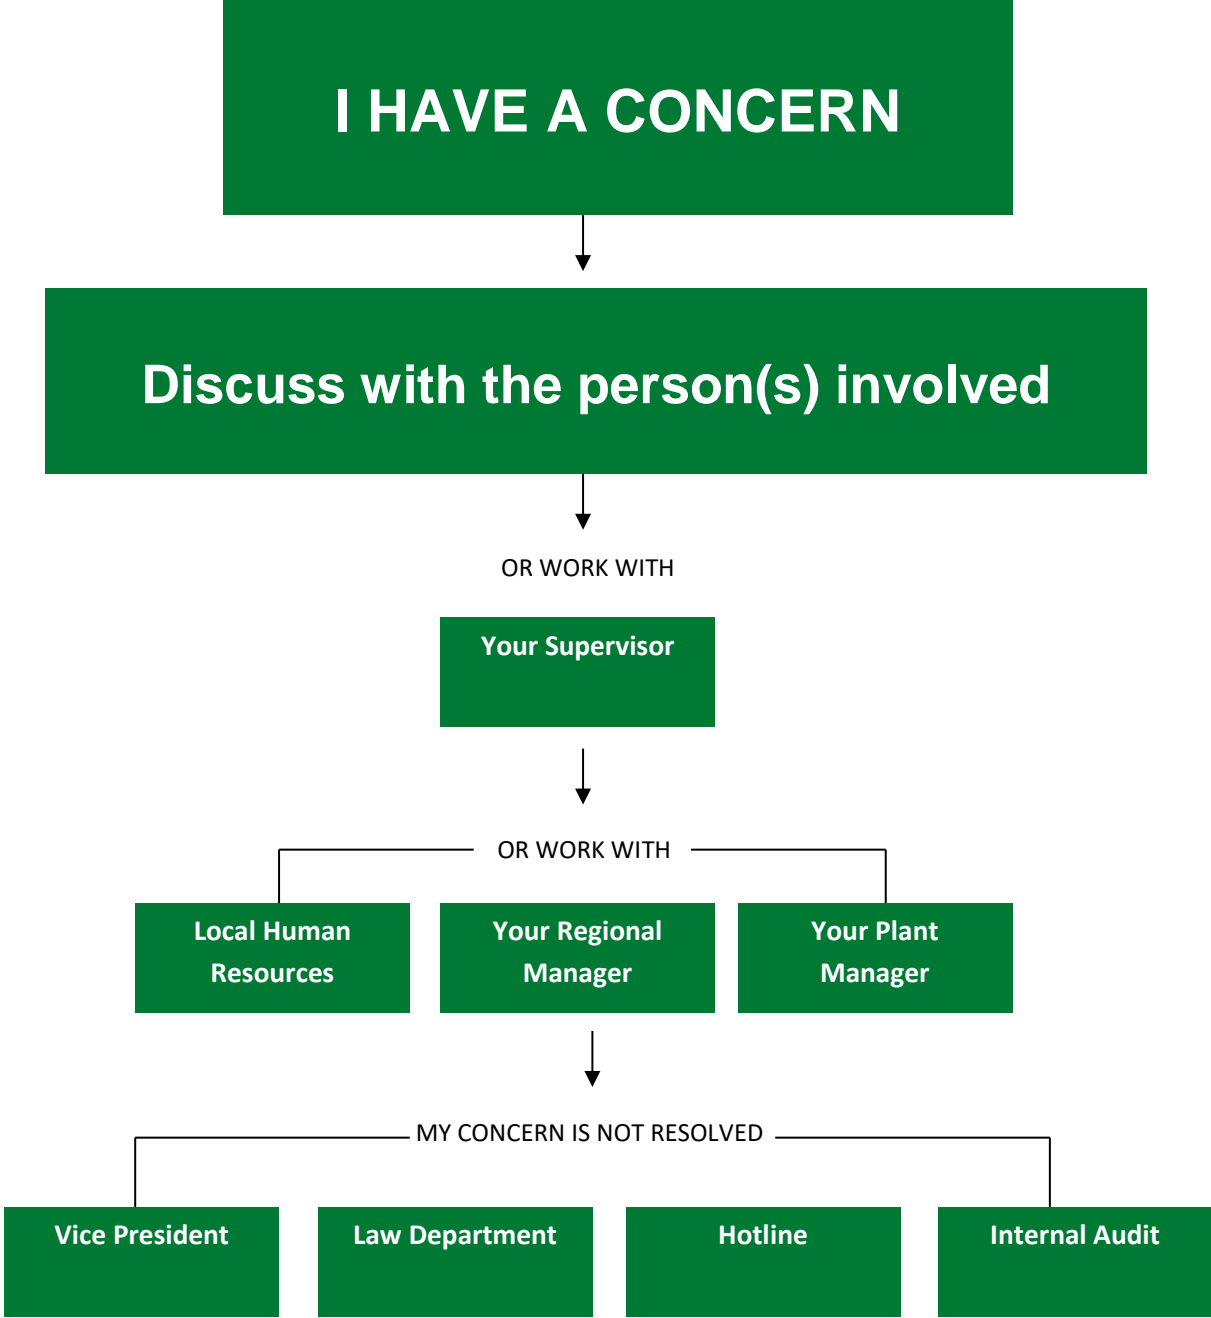 I HAVE A CONCERN
Discuss with the person(s) involved
OR WORK WITH
Your Supervisor
OR WORK WITH
Local Human
Resources
Your Regional
Manager
Your Plant
Manager
MY CONCERN IS NOT RESOLVED
Vice President
Law Department
Hotline
Internal Audit